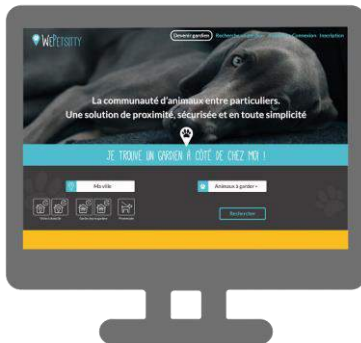 WEPETSITTY
Devenir gardien Connexion Inscription
La communauté d'animaux entre particuliers.
Une solution de proximité, sécurisée et en toute simplicité
JE TROUVE UN GARDIEN À CÔTÉ DE CHEZ MOI !
Ma ville
Animaux à garder
Rechercher